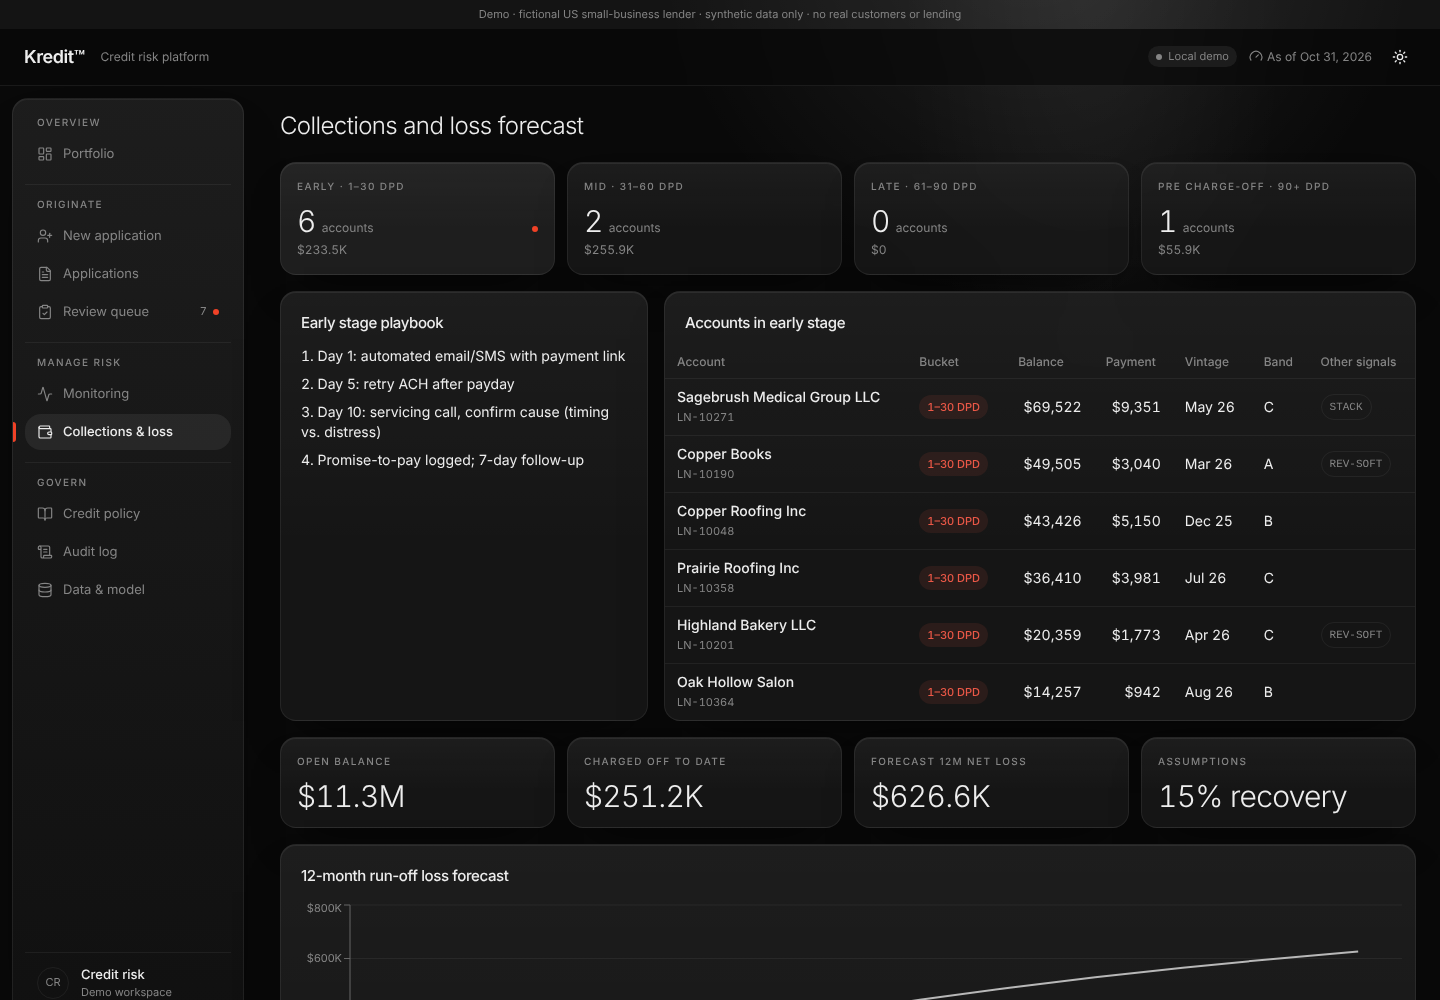 Demo · fictional US small-business lender · synthetic data only · no real customers or lending
Kredit™ Credit risk platform
Local demo As of Oct 31, 2026
OVERVIEW
Portfolio
ORIGINATE
New application
Applications
Review queue 7
MANAGE RISK
Monitoring
Collections & loss
GOVERN
Credit policy
Audit log
Data & model
CR Credit risk
Demo workspace
Collections and loss forecast
EARLY · 1–30 DPD
6 accounts
$233.5K
MID · 31–60 DPD
2 accounts
$255.9K
LATE · 61–90 DPD
0 accounts
$0
PRE CHARGE-OFF · 90+ DPD
1 accounts
$55.9K
Early stage playbook
1. Day 1: automated email/SMS with payment link
2. Day 5: retry ACH after payday
3. Day 10: servicing call, confirm cause (timing
vs. distress)
4. Promise-to-pay logged; 7-day follow-up
Accounts in early stage
Account Bucket Balance Payment Vintage Band Other signals
Sagebrush Medical Group LLC
LN-10271
1–30 DPD $69,522 $9,351 May 26 C STACK
Copper Books
LN-10190
1–30 DPD $49,505 $3,040 Mar 26 A REV-SOFT
Copper Roofing Inc
LN-10048
1–30 DPD $43,426 $5,150 Dec 25 B
Prairie Roofing Inc
LN-10358
1–30 DPD $36,410 $3,981 Jul 26 C
Highland Bakery LLC
LN-10201
1–30 DPD $20,359 $1,773 Apr 26 C REV-SOFT
Oak Hollow Salon
LN-10364
1–30 DPD $14,257 $942 Aug 26 B
OPEN BALANCE
$11.3M
CHARGED OFF TO DATE
$251.2K
FORECAST 12M NET LOSS
$626.6K
ASSUMPTIONS
15% recovery
12-month run-off loss forecast
$800K
$600K